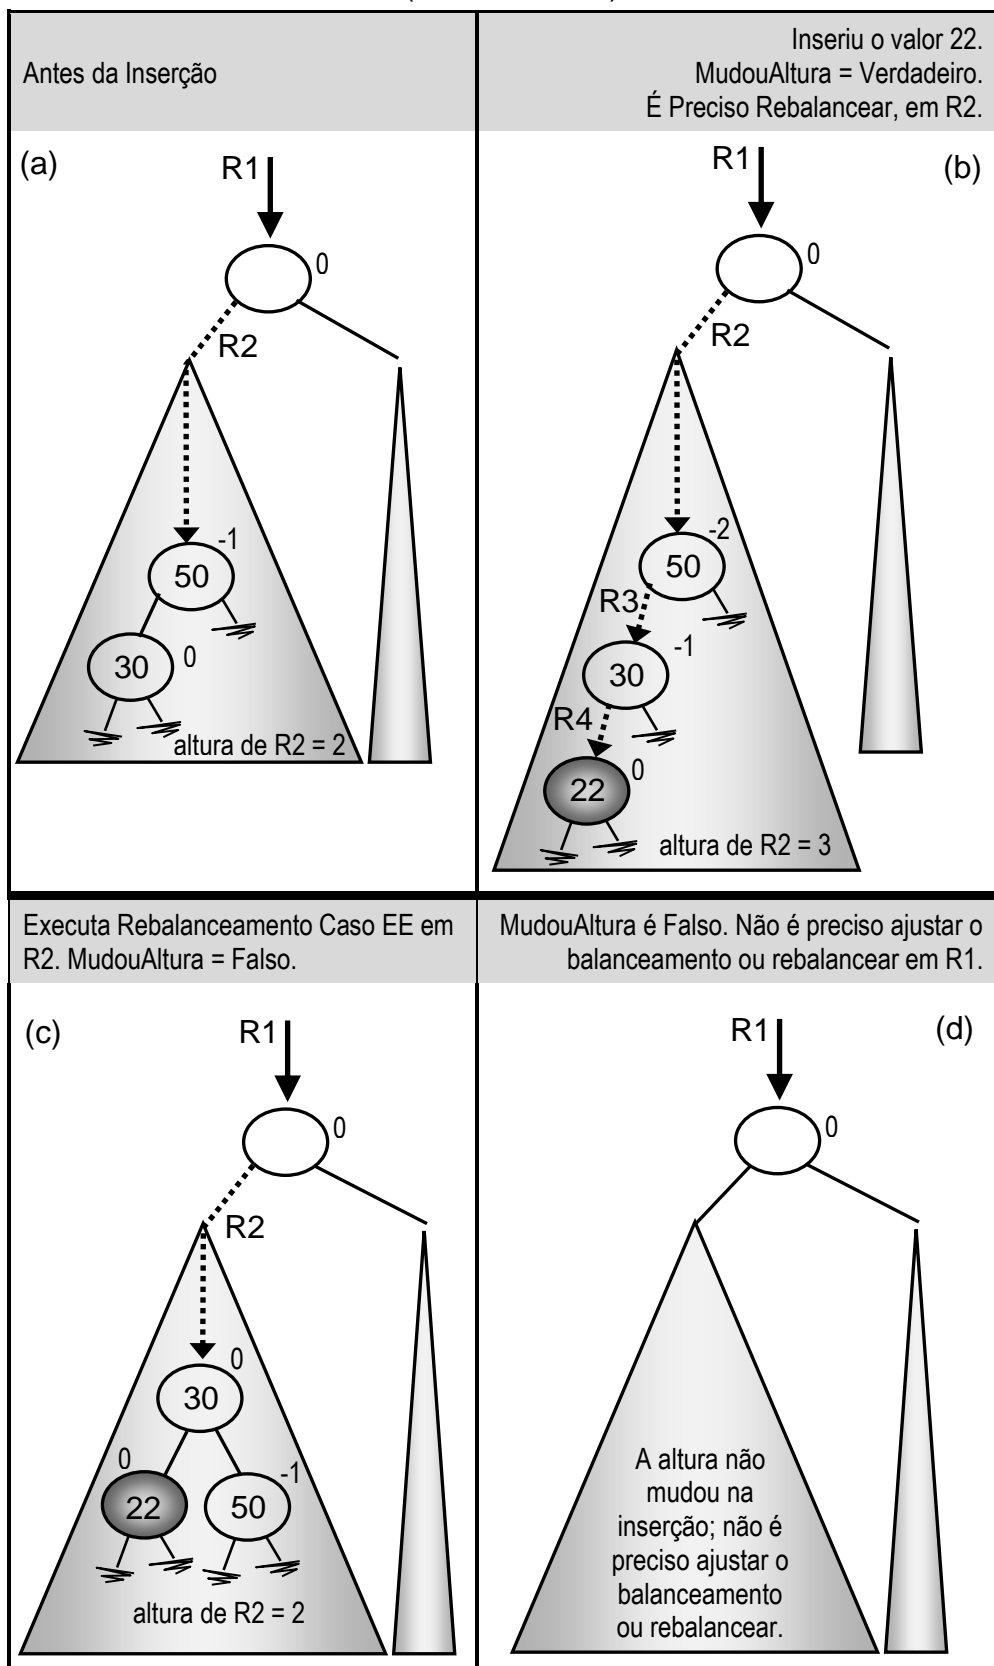 Antes da Inserção
Inseriu o valor 22.
MudouAltura = Verdadeiro.
É Preciso Rebalancear, em R2.
(a)
R1
0
R2
-1
50
30
0
altura de R2 = 2
R1
(b)
0
R2
-2
50
R3
-1
30
R4
0
22
altura de R2 = 3
Executa Rebalanceamento Caso EE em
R2. MudouAltura = Falso.
MudouAltura é Falso. Não é preciso ajustar o
balanceamento ou rebalancear em R1.
(c)
R1
0
R2
0
30
0
-1
22
50
altura de R2 = 2
R1
(d)
0
A altura não
mudou na
inserção; não é
preciso ajustar o
balanceamento
ou rebalancear.